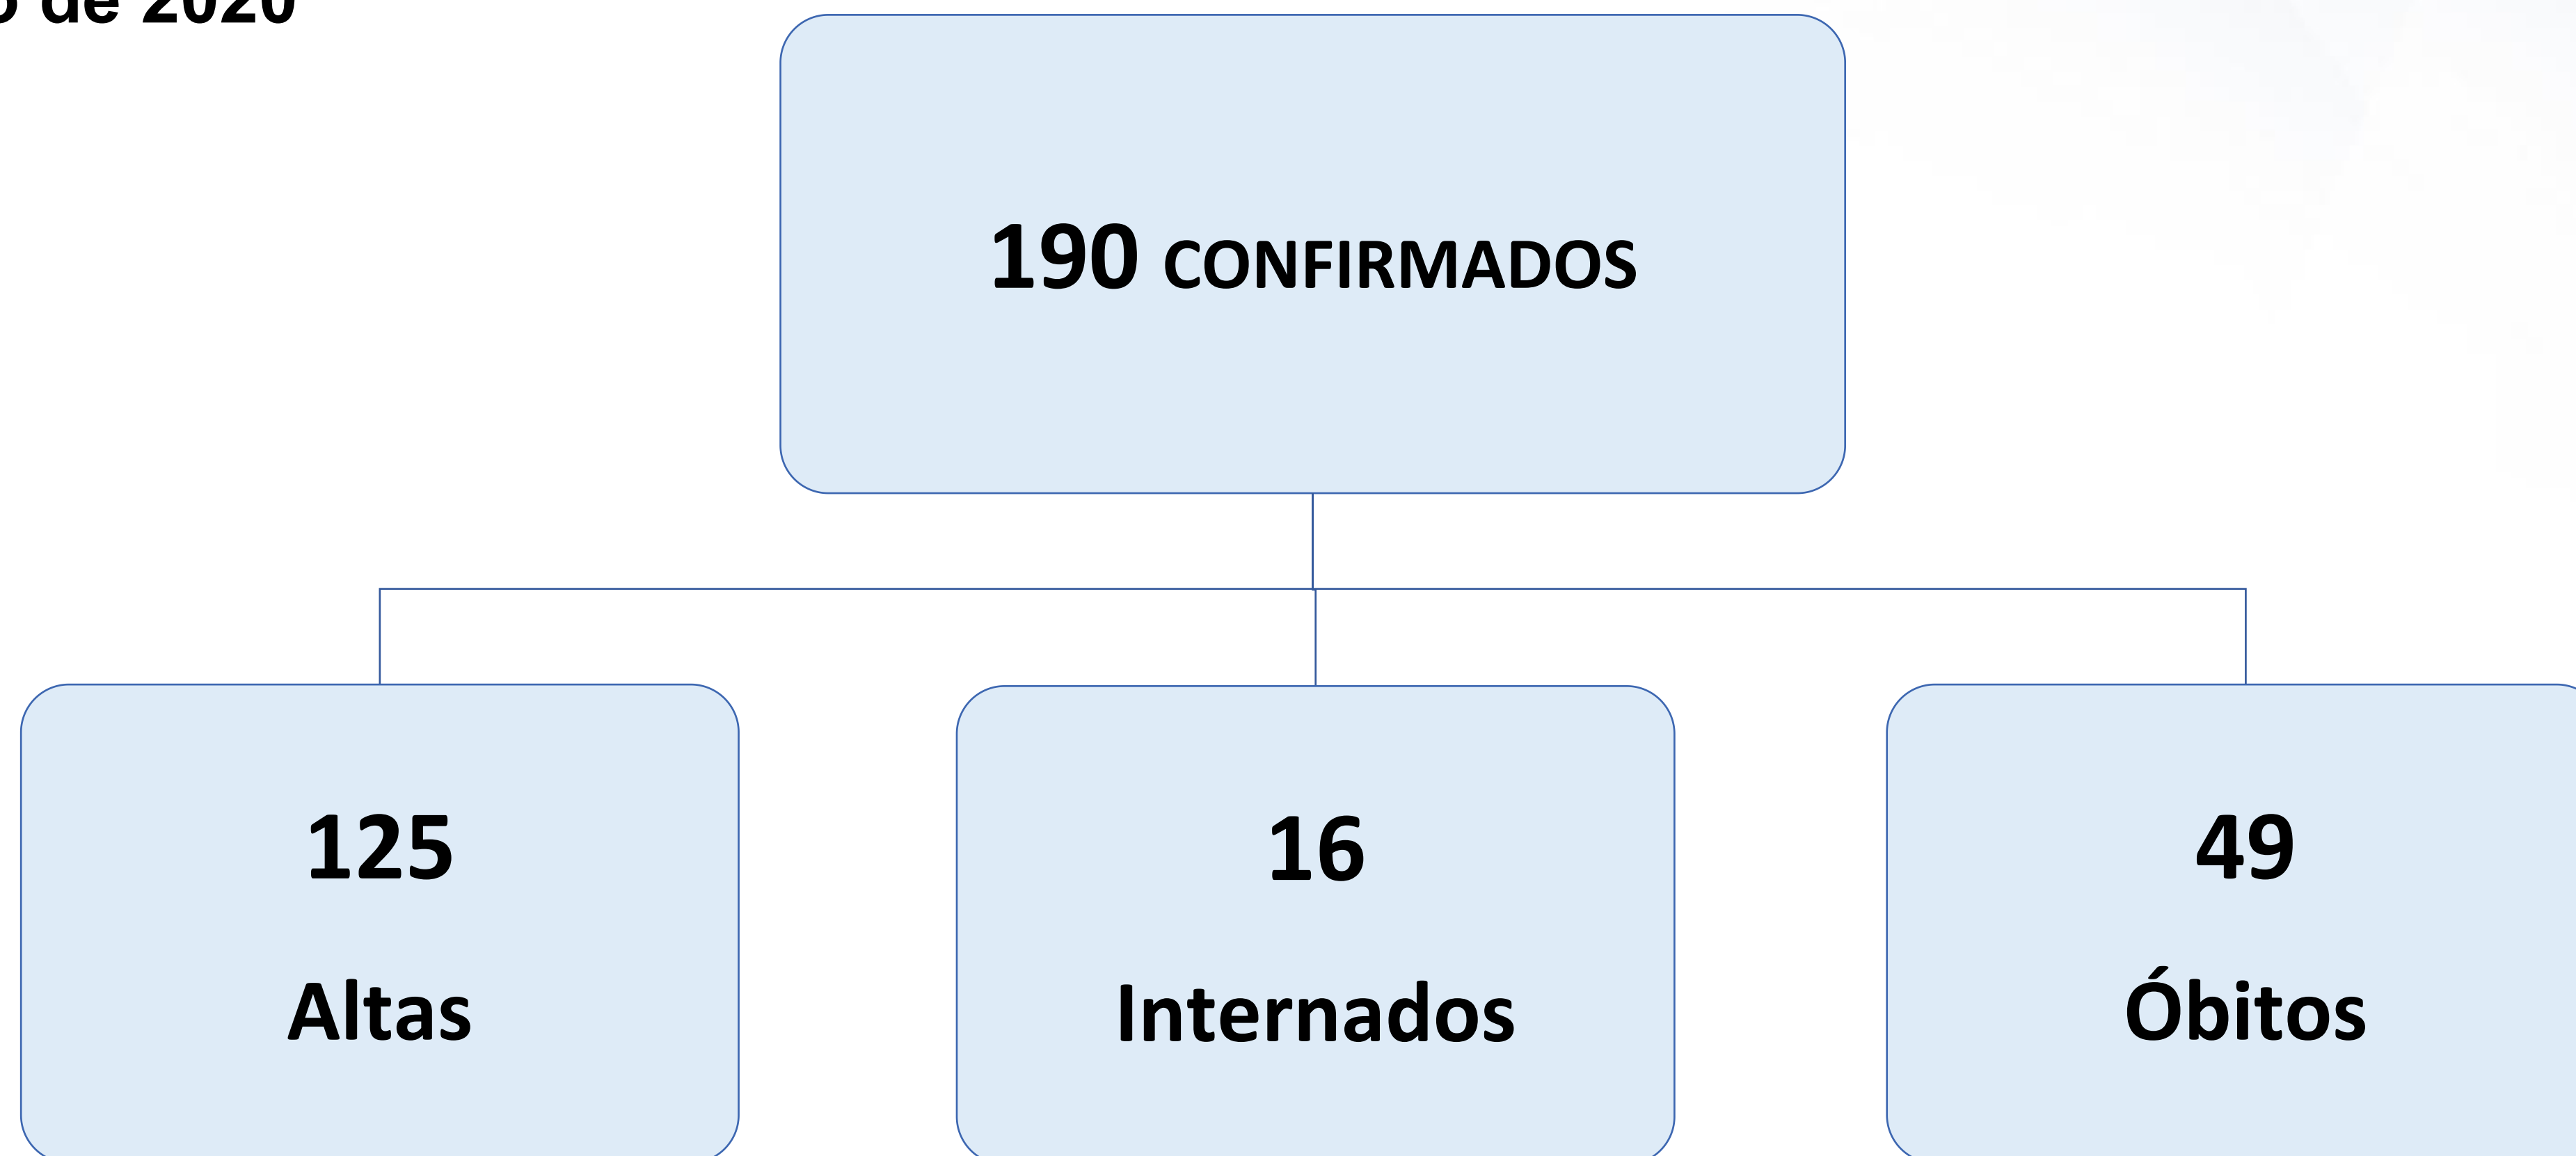 de 2020
190 CONFIRMADOS
125
Altas
16
Internados
49
Óbitos